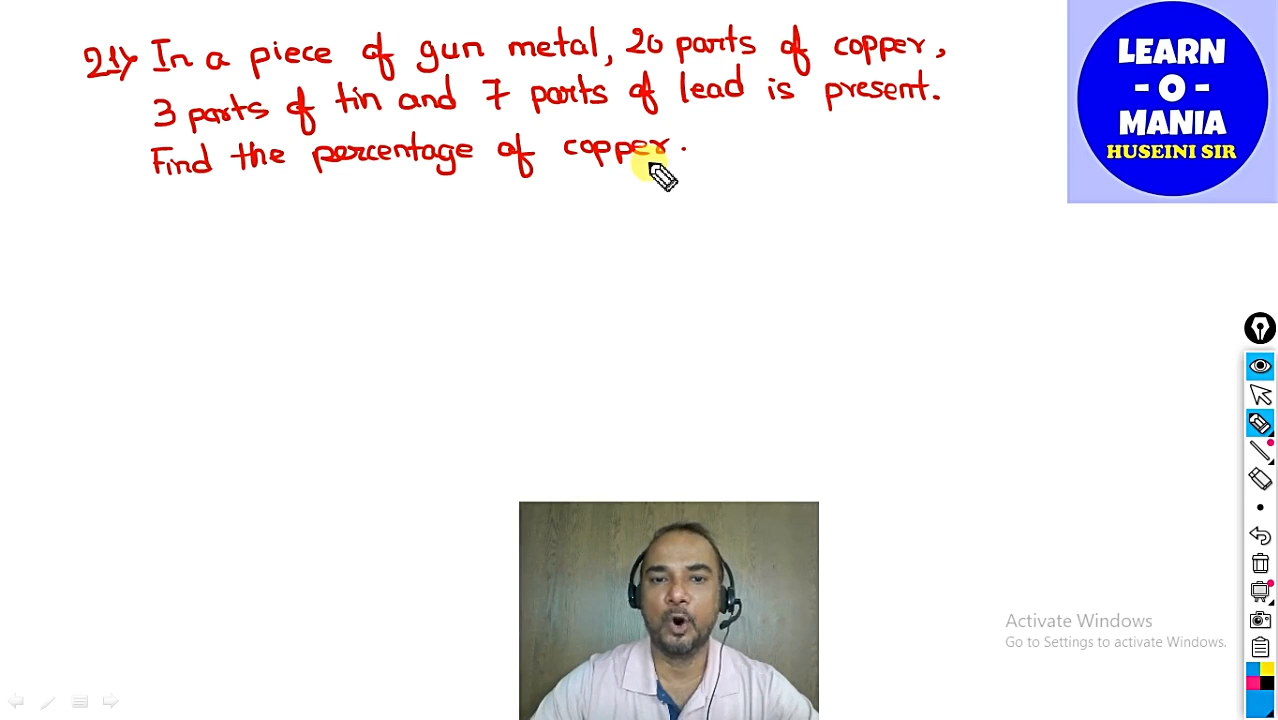 21) In a piece of gun metal, 20 parts of copper,
3 parts of tin and 7 parts of lead is present.
Find the percentage of copper.
LEARN
- O -
MANIA
HUSEINI SIR
Activate Windows
Go to Settings to activate Windows.